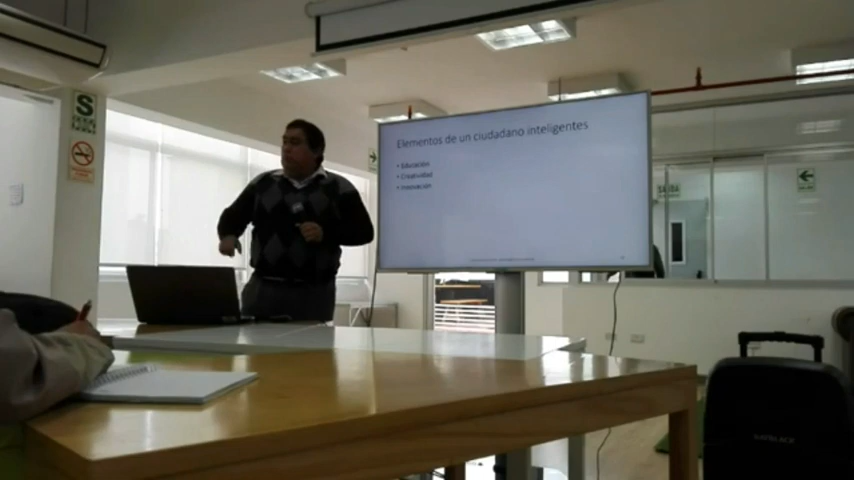 Elementos de un ciudadano inteligentes
• Educación
• Creatividad
• Innovación
S
SALIDA